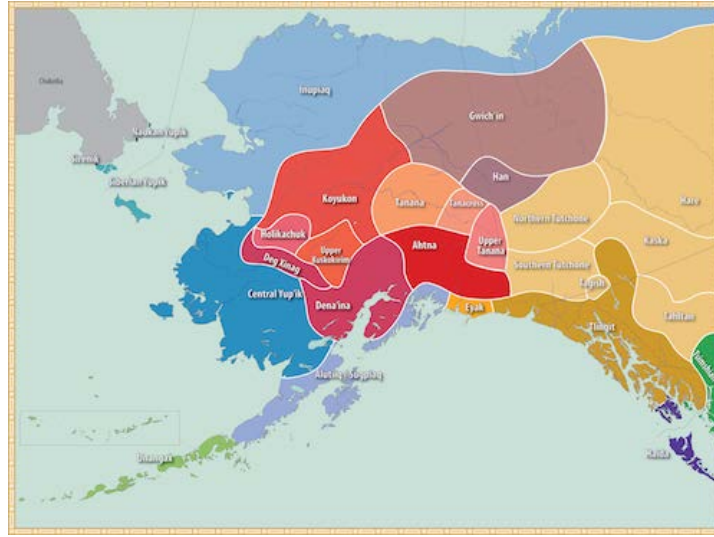 Chukotka
Inupiaq
Gwich'in
Naukan Yupik
Sirenik
Siberian Yupik
Han
Koyukon
Tanana
Tanacross
Hare
Northern Tutchone
Holikachuk
Upper
Kuskokwim
Ahtna
Upper
Tanana
Kaska
Deg Xinag
Southern Tutchone
Tagish
Central Yup'ik
Dena'ina
Eyak
Tlingit
Tahltan
Alutiiq / Sugpiaq
Unangax
Haida